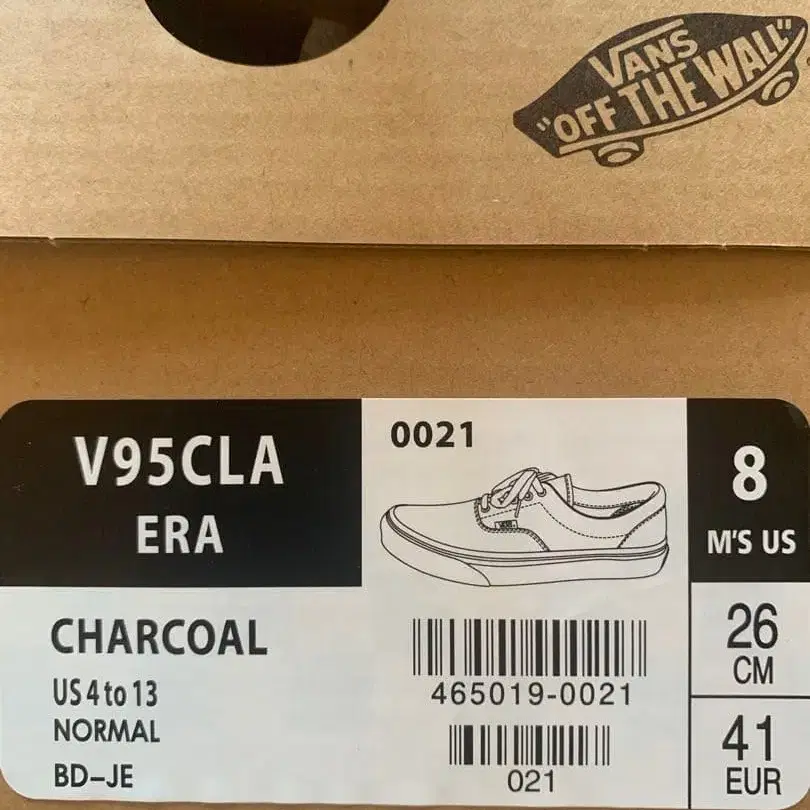 VANS
"OFF THE WALL"
V95CLA
ERA
0021
VANS
8
M'S US
CHARCOAL
US 4 to 13
NORMAL
BD-JE
465019-0021
021
26
CM
41
EUR